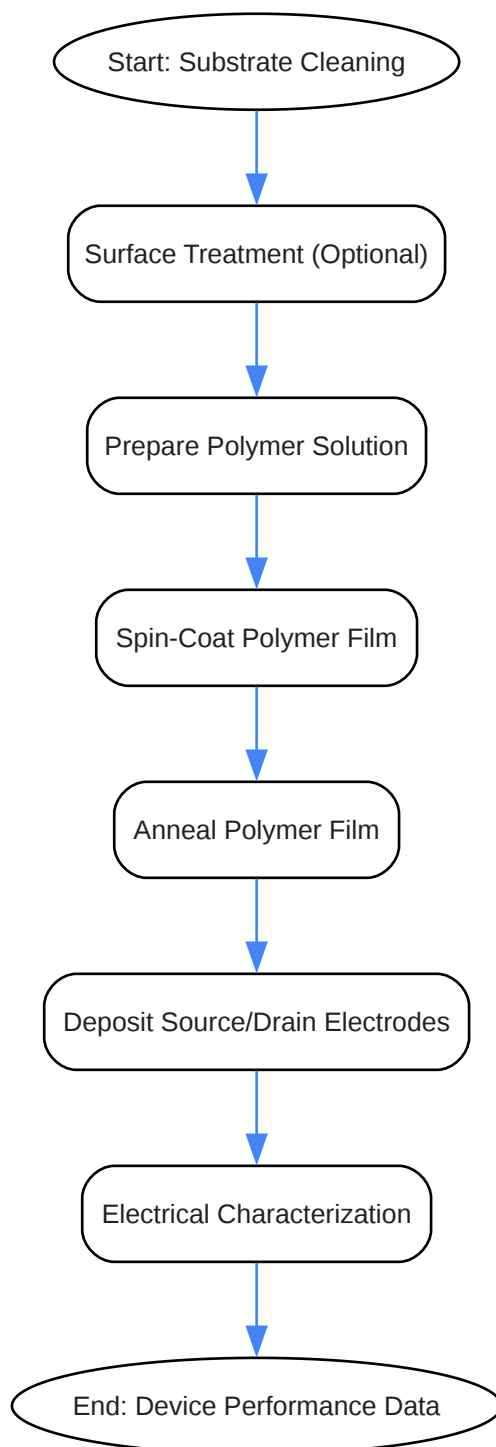 Start: Substrate Cleaning
Surface Treatment (Optional)
Prepare Polymer Solution
Spin-Coat Polymer Film
Anneal Polymer Film
Deposit Source/Drain Electrodes
Electrical Characterization
End: Device Performance Data